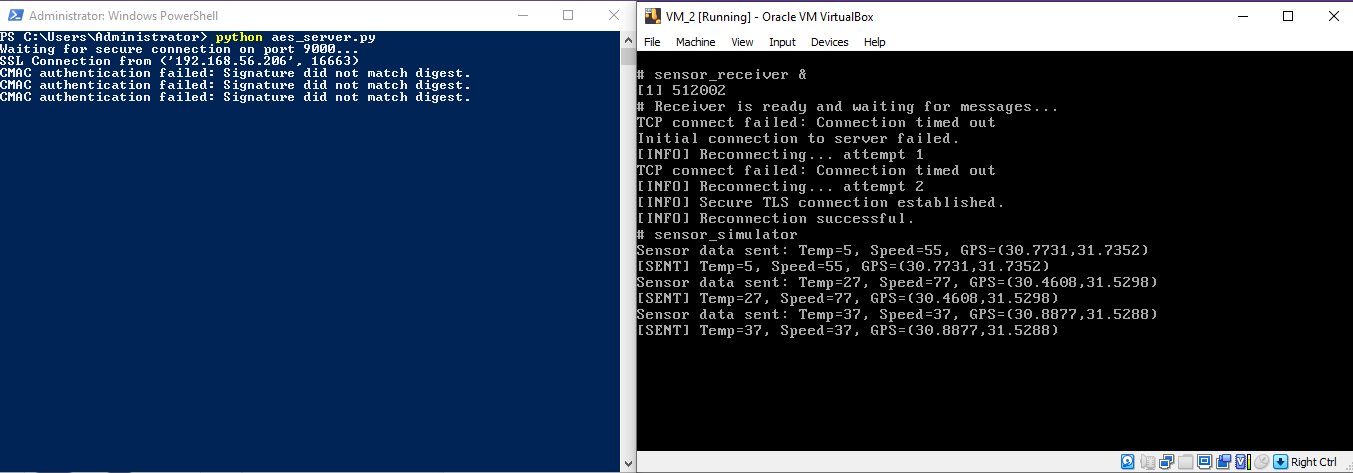 Administrator: Windows PowerShell
PS C:\Users\Administrator> python aes_server.py
Waiting for secure connection on port 9000...
SSL Connection from ('192.168.56.206', 16663)
CMAC authentication failed: Signature did not match digest.
CMAC authentication failed: Signature did not match digest.
CMAC authentication failed: Signature did not match digest.
VM_2 [Running] - Oracle VM VirtualBox
File Machine View Input Devices Help
# sensor_receiver &
[1] 512002
# Receiver is ready and waiting for messages...
TCP connect failed: Connection timed out
Initial connection to server failed.
[INFO] Reconnecting... attempt 1
TCP connect failed: Connection timed out
[INFO] Reconnecting... attempt 2
[INFO] Secure TLS connection established.
[INFO] Reconnection successful.
# sensor_simulator
Sensor data sent: Temp=5, Speed=55, GPS=(30.7731,31.7352)
[SENT] Temp=5, Speed=55, GPS=(30.7731,31.7352)
Sensor data sent: Temp=27, Speed=77, GPS=(30.4608,31.5298)
[SENT] Temp=27, Speed=77, GPS=(30.4608,31.5298)
Sensor data sent: Temp=37, Speed=37, GPS=(30.8877,31.5288)
[SENT] Temp=37, Speed=37, GPS=(30.8877,31.5288)
Right Ctrl